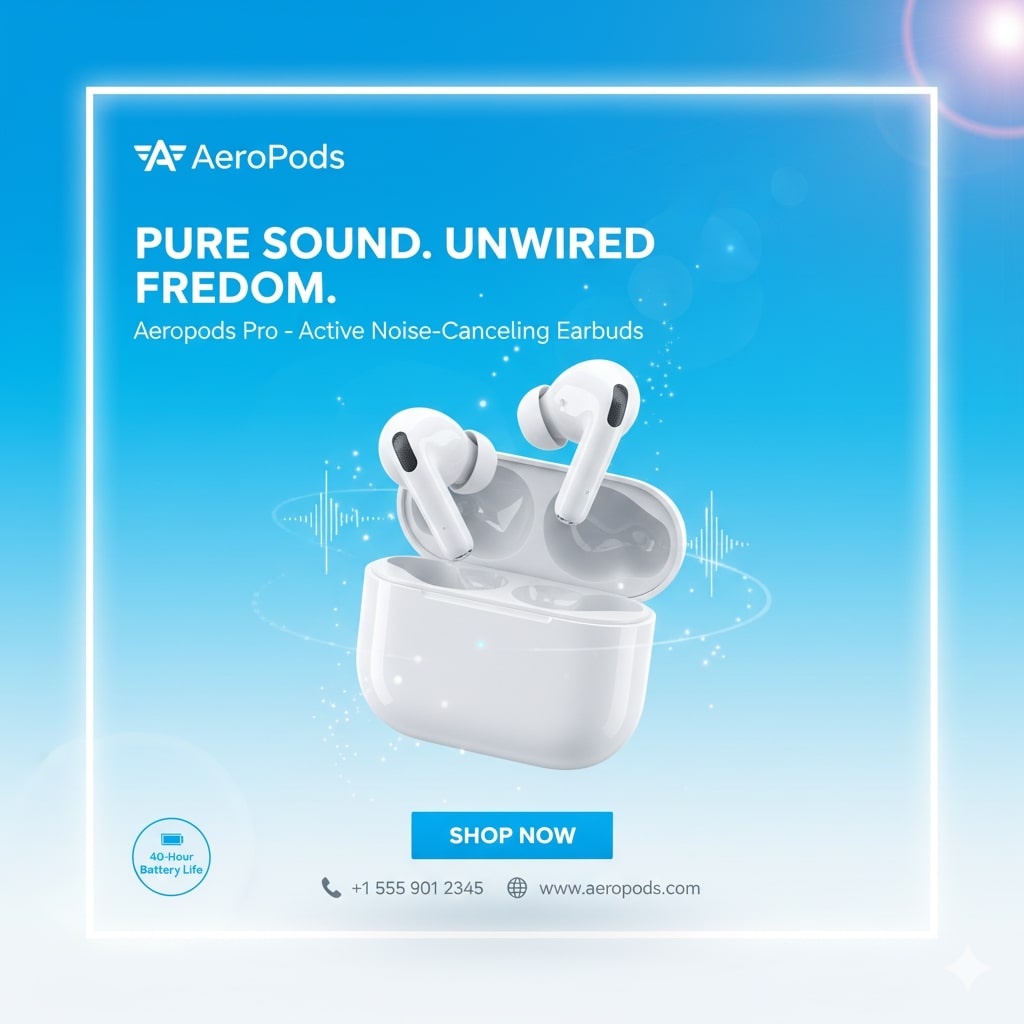 AeroPods
PURE SOUND. UNWIRED
FREDOM.
Aeropods Pro - Active Noise-Canceling Earbuds
SHOP NOW
40-Hour
Battery Life
+1 555 901 2345 www.aeropods.com